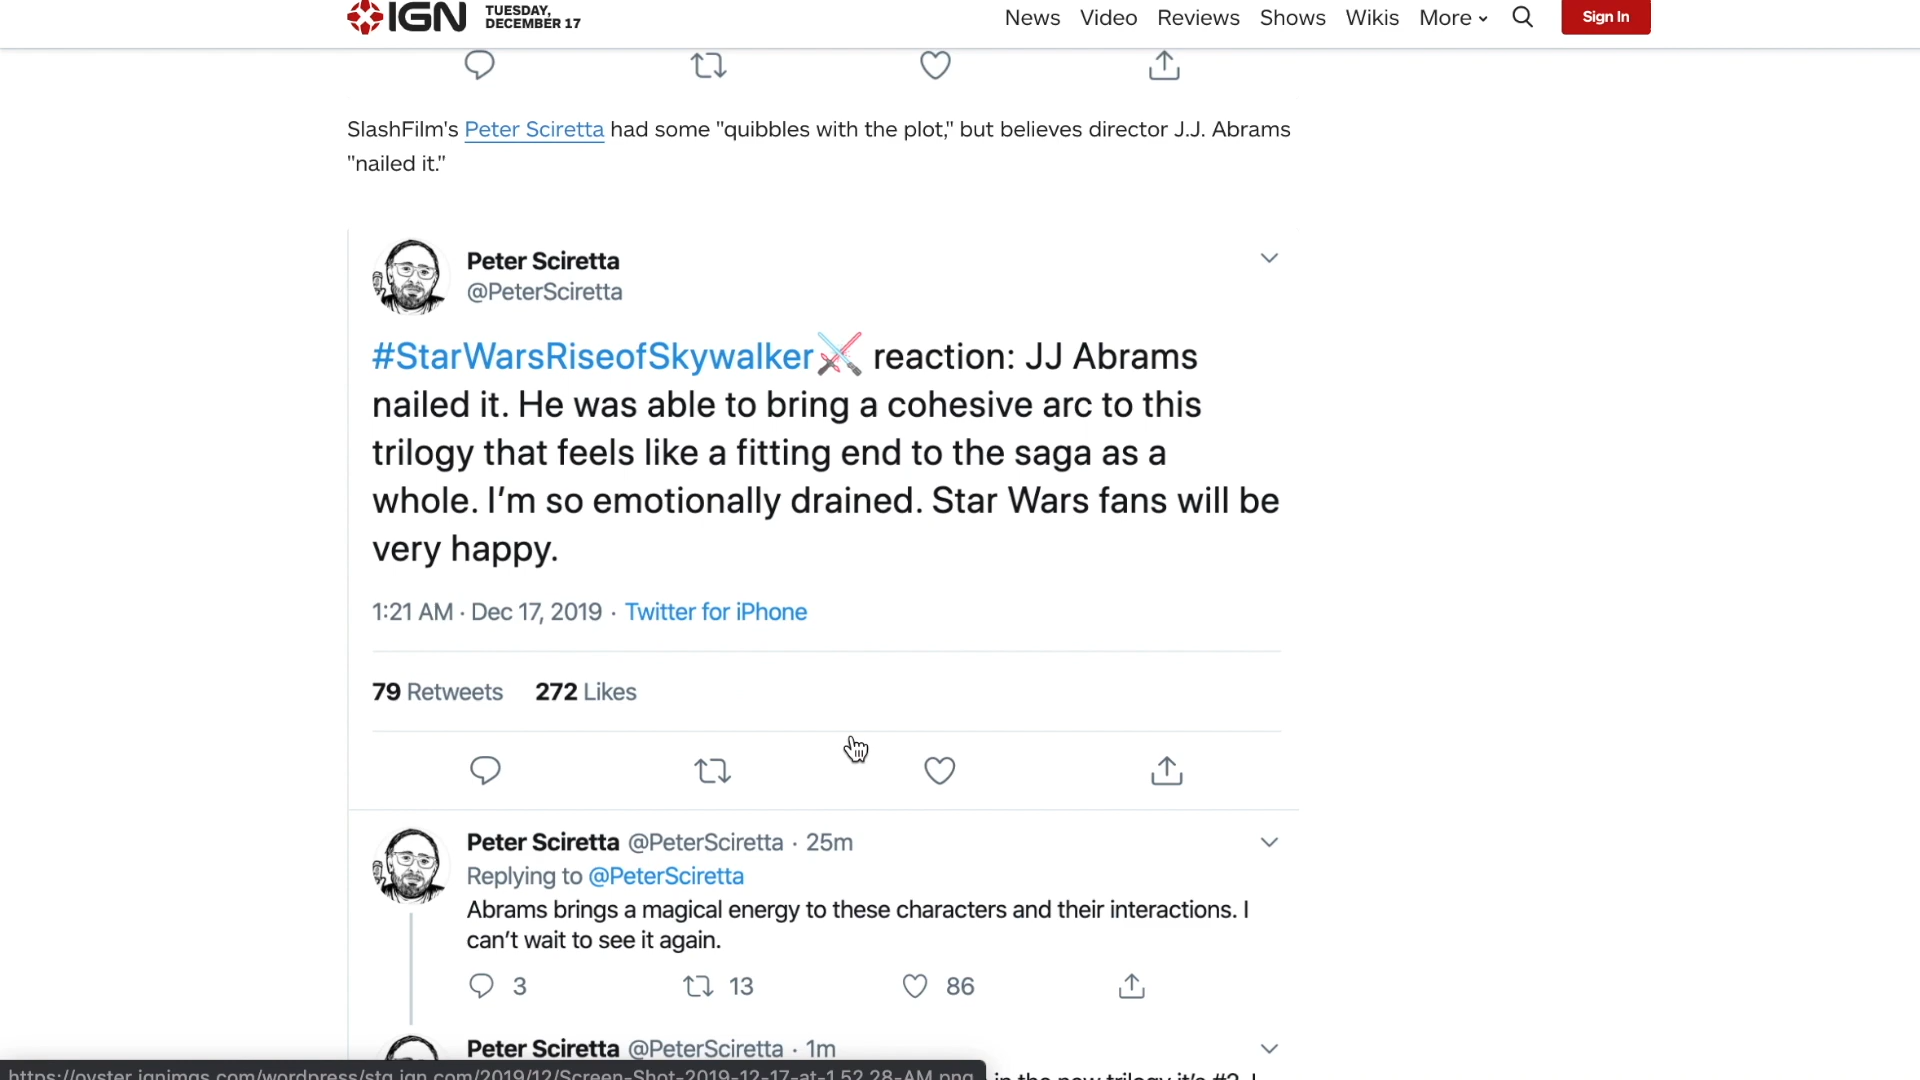 IGN TUESDAY, DECEMBER 17 News Video Reviews Shows Wikis More Sign In
SlashFilm's Peter Sciretta had some "quibbles with the plot," but believes director J.J. Abrams
"nailed it."
Peter Sciretta
@PeterSciretta
#StarWarsRiseofSkywalker reaction: JJ Abrams
nailed it. He was able to bring a cohesive arc to this
trilogy that feels like a fitting end to the saga as a
whole. I'm so emotionally drained. Star Wars fans will be
very happy.
1:21 AM · Dec 17, 2019 · Twitter for iPhone
79 Retweets 272 Likes
Peter Sciretta @PeterSciretta · 25m
Replying to @PeterSciretta
Abrams brings a magical energy to these characters and their interactions. I
can't wait to see it again.
3 13 86
Peter Sciretta @PeterSciretta · 1m
https://oyster.ignimgs.com/wordpress/stg.ign.com/2019/12/Screen-Shot-2019-12-17-at-1.52.28-AM.png in the new trilogy it's #2. I